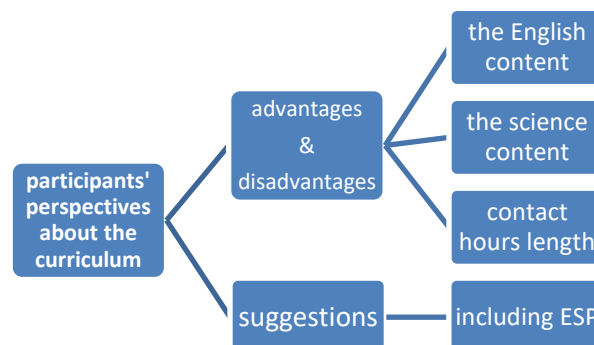 participants'
perspectives
about the
curriculum
advantages
&
disadvantages
the English
content
the science
content
contact
hours length
suggestions
including ESP